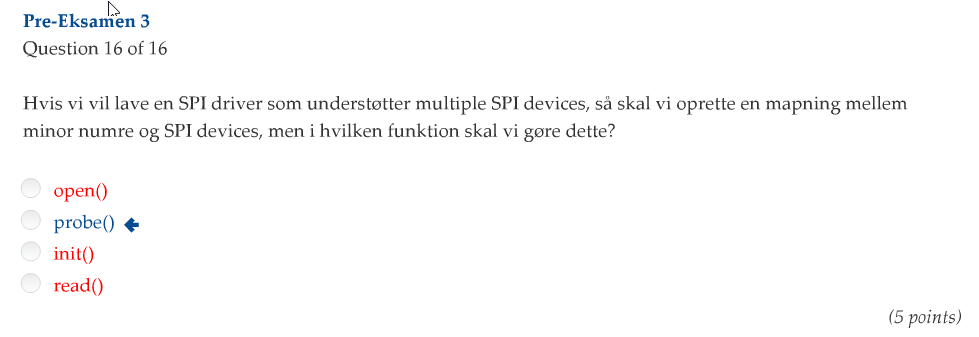 Pre-Eksamen 3
Question 16 of 16
Hvis vi vil lave en SPI driver som understøtter multiple SPI devices, så skal vi oprette en mapning mellem
minor numre og SPI devices, men i hvilken funktion skal vi gøre dette?
open()
probe()
init()
read()
(5 points)